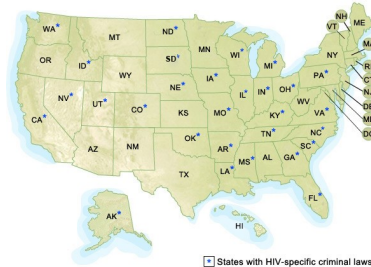 NH
VT
ME
WA
MT
ND
MN
OR
ID
SD
WI
MI
NY
WY
IA
PA
NE
NV
UT
CO
IL
IN
OH
WV
VA
CA
KS
MO
KY
NC
TN
AZ
NM
OK
AR
SC
MS
AL
GA
TX
LA
FL
AK
HI
* States with HIV-specific criminal laws